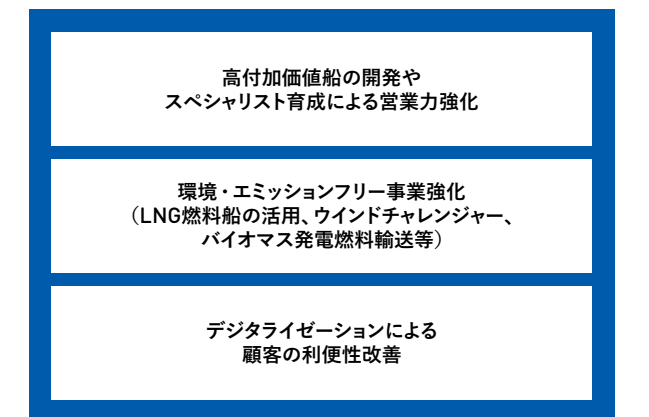 高付加価値船の開発や
スペシャリスト育成による営業力強化
環境・エミッションフリー事業強化
（LNG燃料船の活用、ウインドチャレンジャー、
バイオマス発電燃料輸送等）
デジタライゼーションによる
顧客の利便性改善